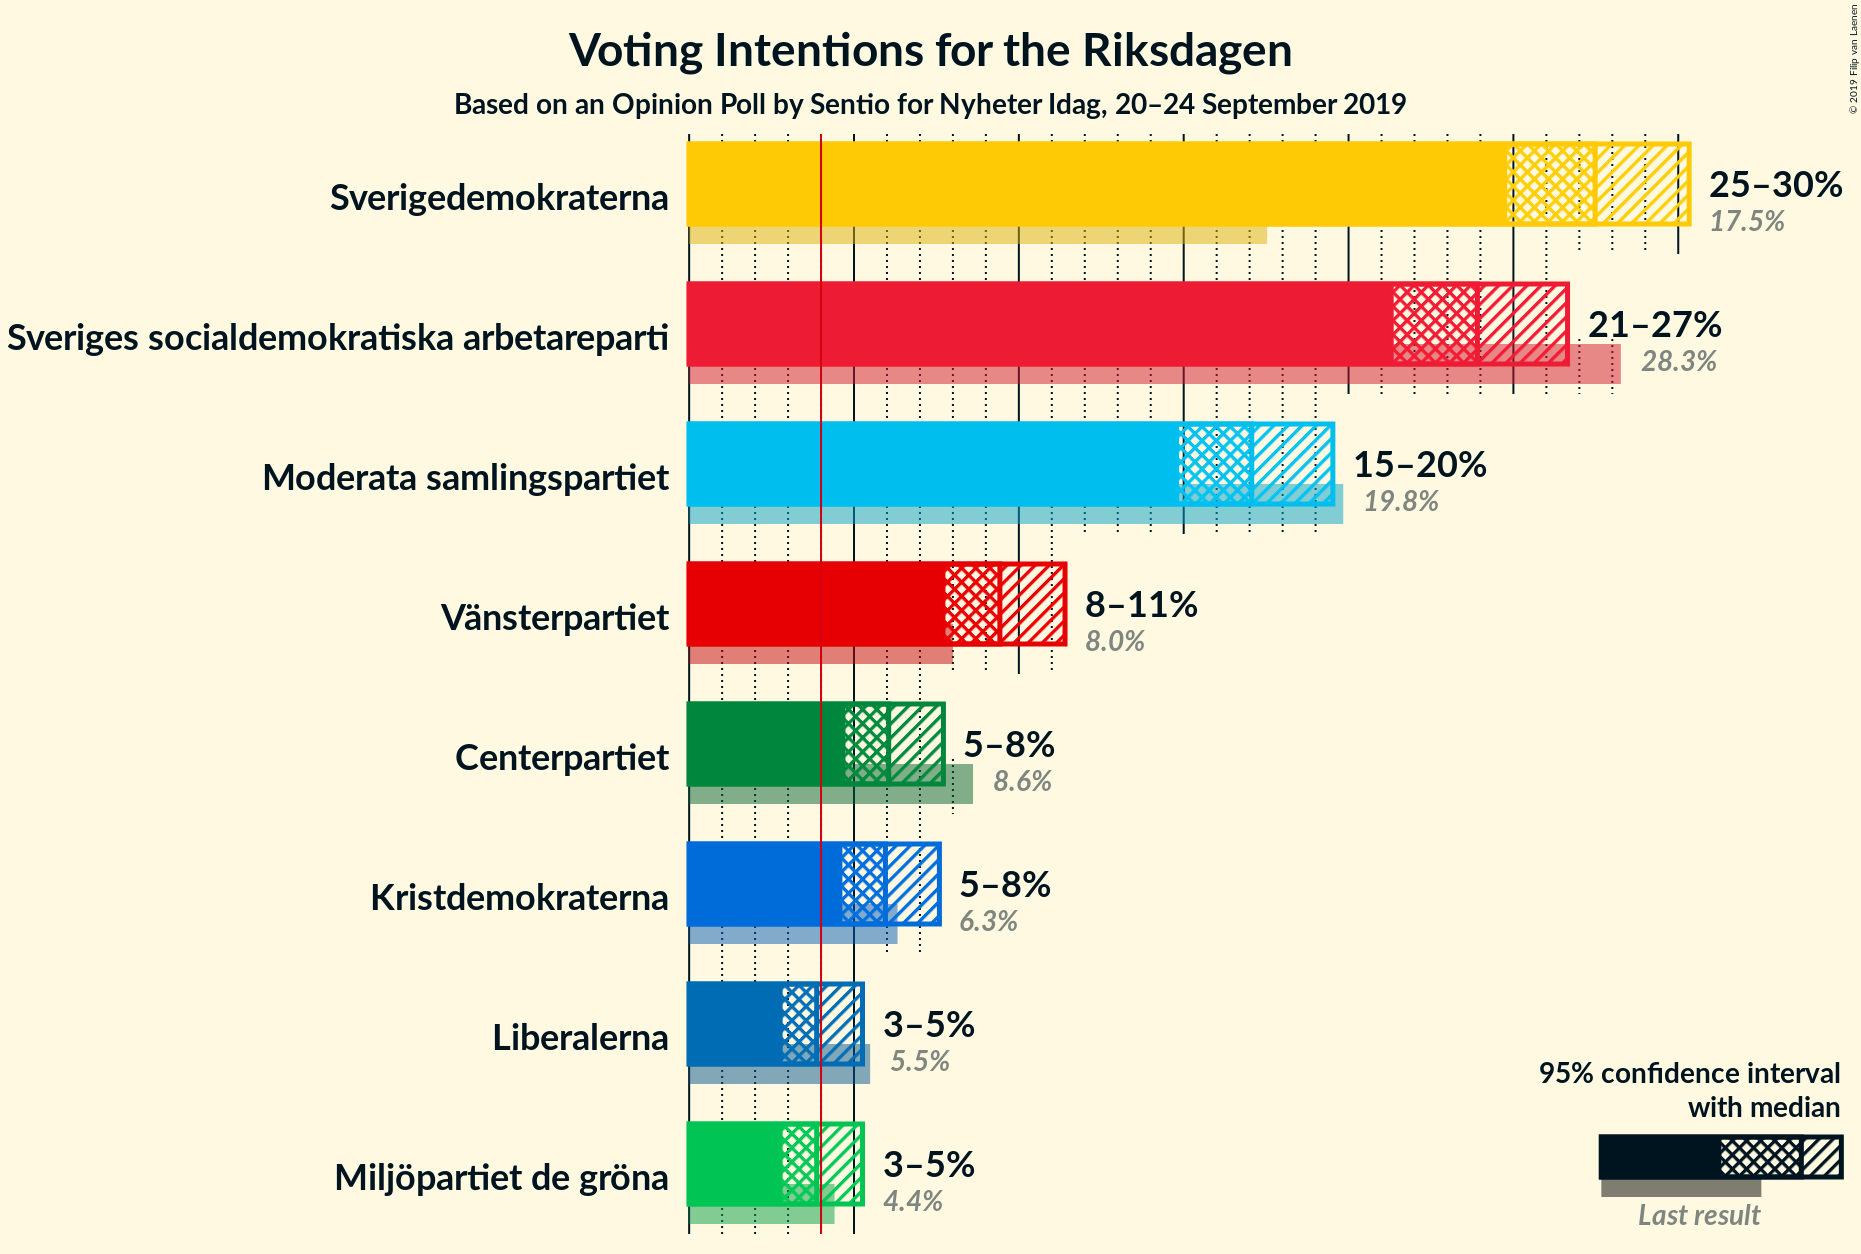 Voting Intentions for the Riksdagen
Based on an Opinion Poll by Sentio for Nyheter Idag, 20–24 September 2019
© 2019 Filip van Laenen
Sverigedemokraterna
25–30%
17.5%
Sveriges socialdemokratiska arbetareparti
21–27%
28.3%
Moderata samlingspartiet
15–20%
19.8%
Vänsterpartiet
8–11%
8.0%
Centerpartiet
5–8%
8.6%
Kristdemokraterna
5–8%
6.3%
Liberalerna
3–5%
5.5%
Miljöpartiet de gröna
3–5%
4.4%
95% confidence interval
with median
Last result